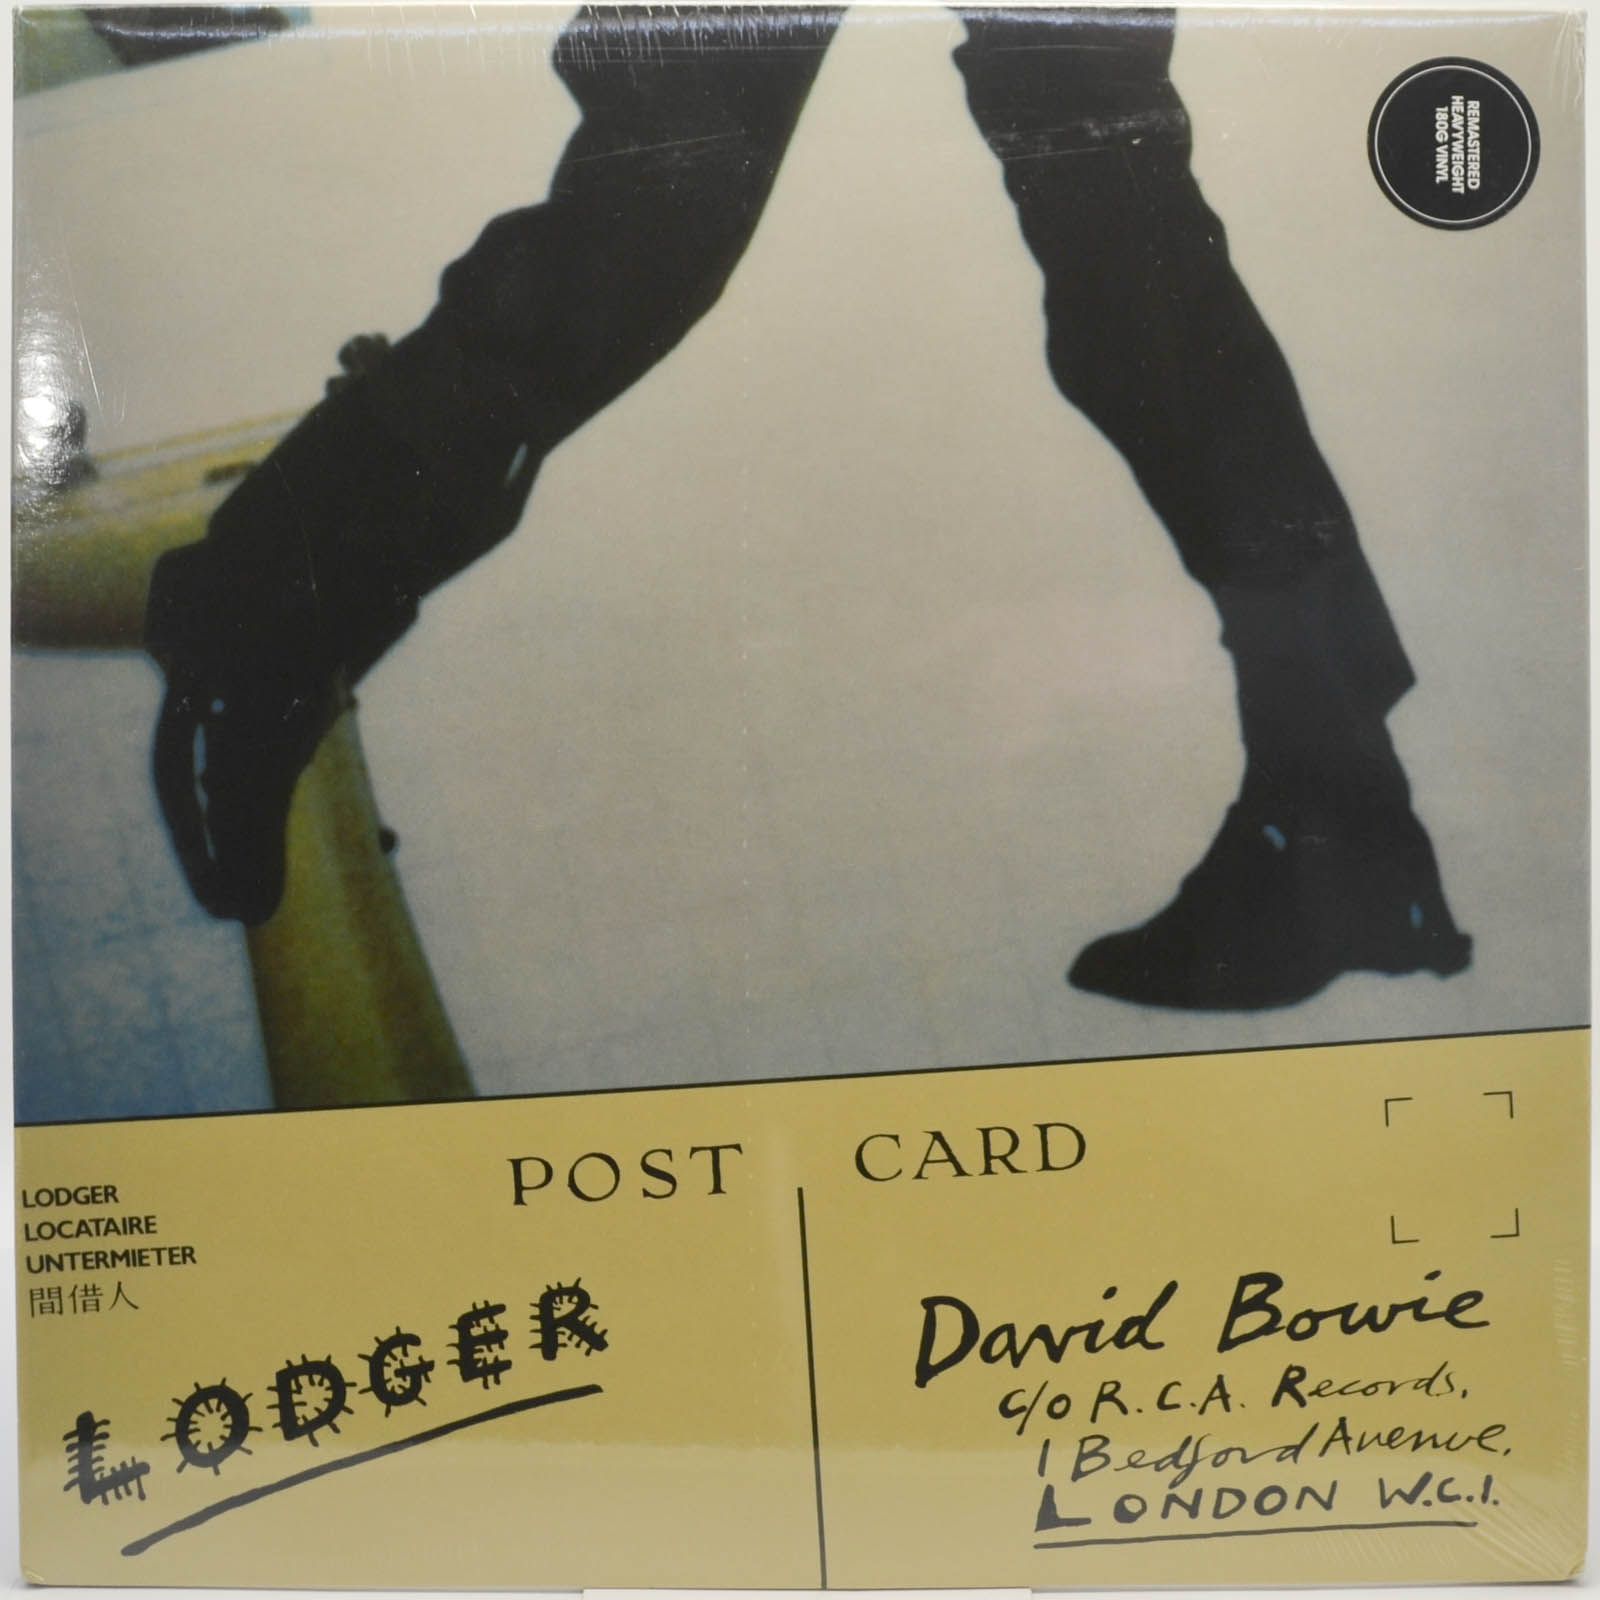 REMASTERED
HEAVYWEIGHT
180G VINYL
POST CARD
LODGER
LOCATAIRE
UNTERMIETER
間借人
LODGER
David Bowie
c/o R.C.A. Records,
1 Bedford Avenue,
LONDON W.C.1.